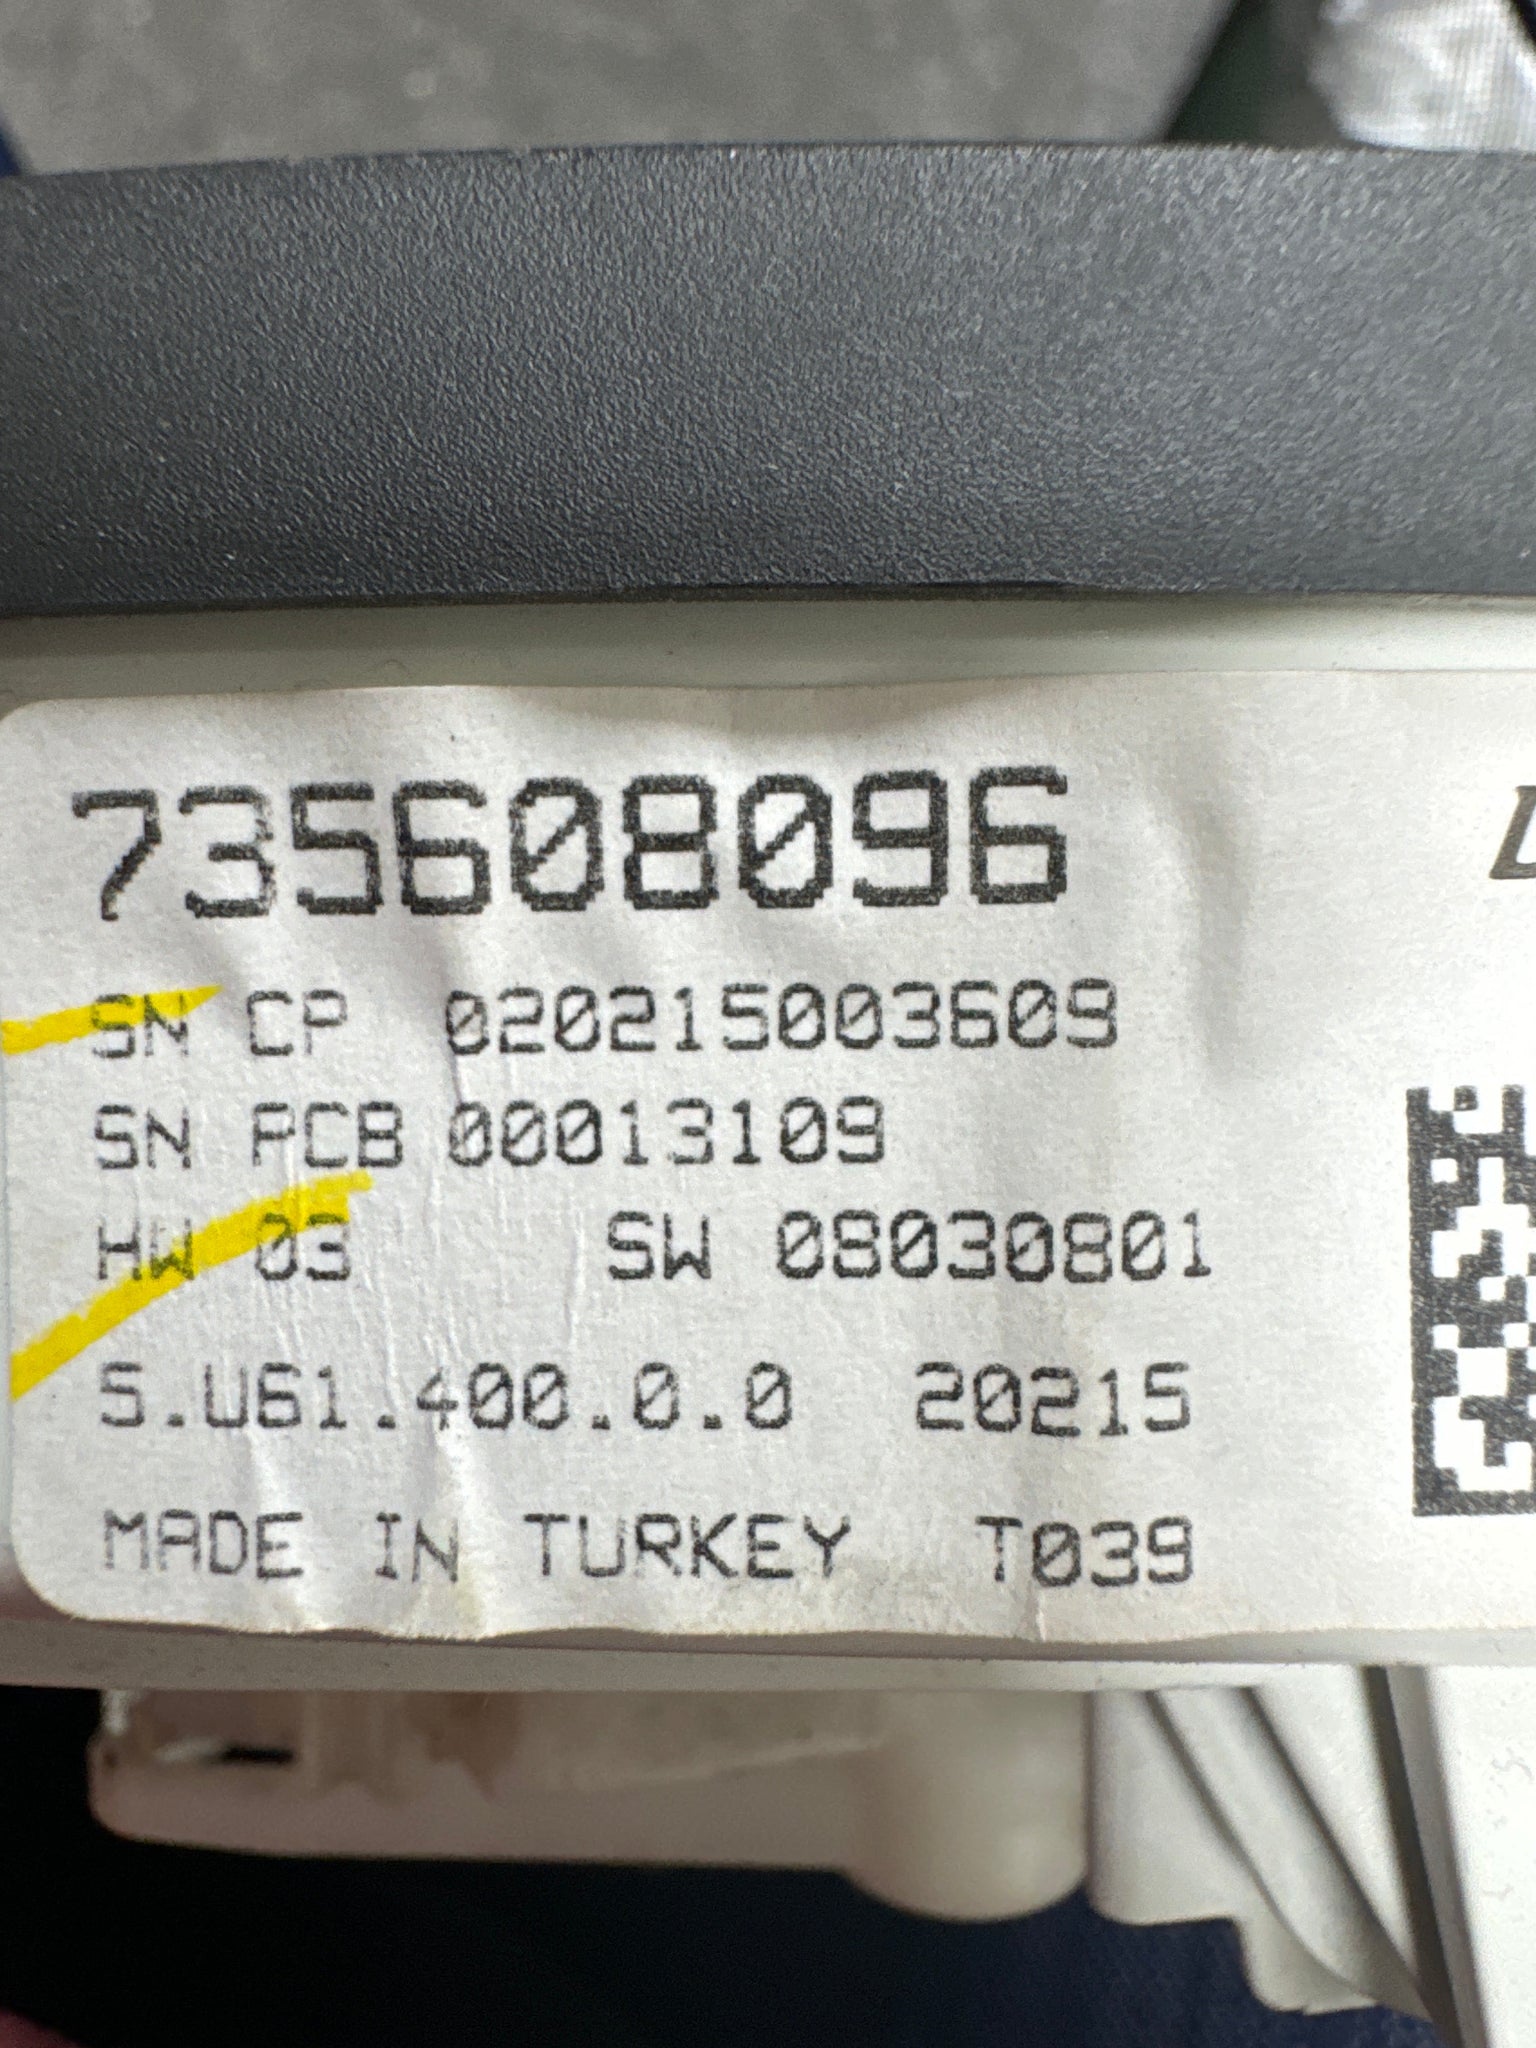 735608096
SN CP 020215003609
SN PCB 00013109
HW 03 SW 08030801
S.U61.400.0.0 20215
MADE IN TURKEY T039